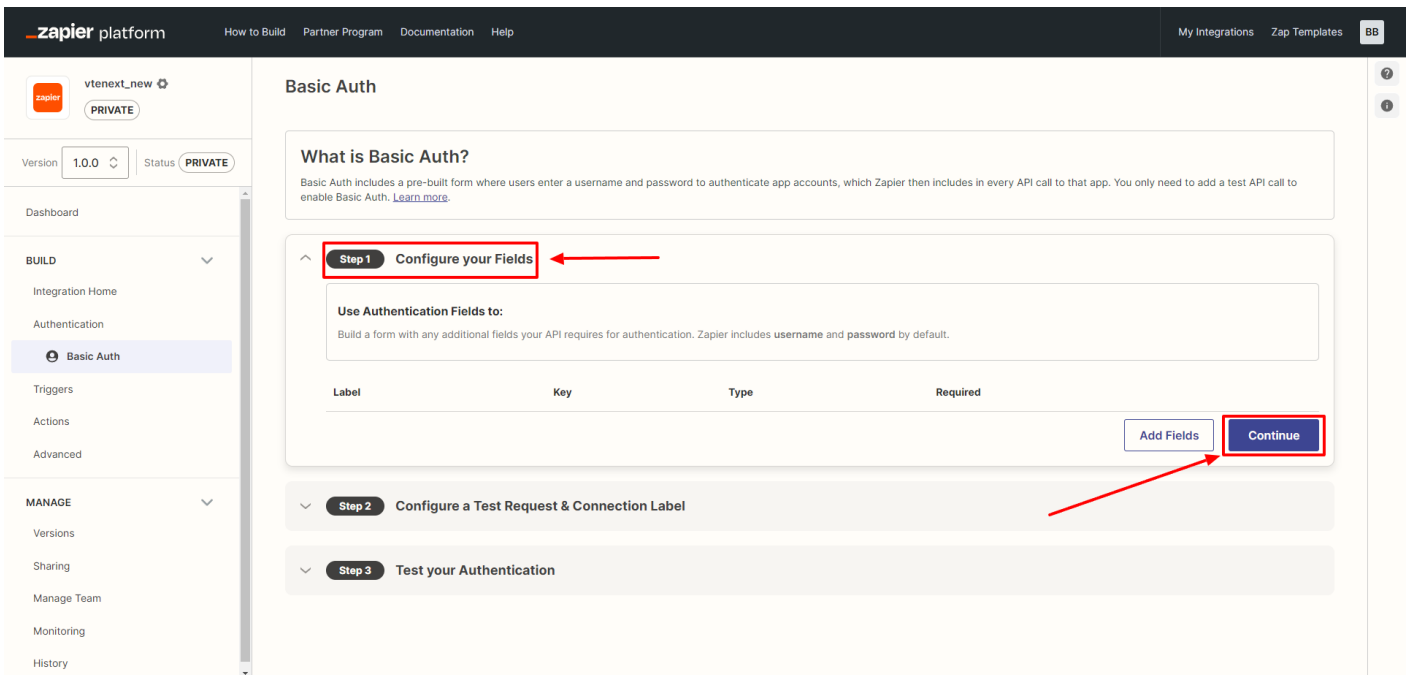 zapier platform
How to Build Partner Program Documentation Help
My Integrations Zap Templates BB
zapier
vtenext_new
PRIVATE
Version 1.0.0 Status PRIVATE
Dashboard
BUILD
Integration Home
Authentication
Basic Auth
Triggers
Actions
Advanced
MANAGE
Versions
Sharing
Manage Team
Monitoring
History
Basic Auth
What is Basic Auth?
Basic Auth includes a pre-built form where users enter a username and password to authenticate app accounts, which Zapier then includes in every API call to that app. You only need to add a test API call to
enable Basic Auth. Learn more.
Step 1 Configure your Fields
Use Authentication Fields to:
Build a form with any additional fields your API requires for authentication. Zapier includes username and password by default.
Label Key Type Required
Add Fields Continue
Step 2 Configure a Test Request & Connection Label
Step 3 Test your Authentication